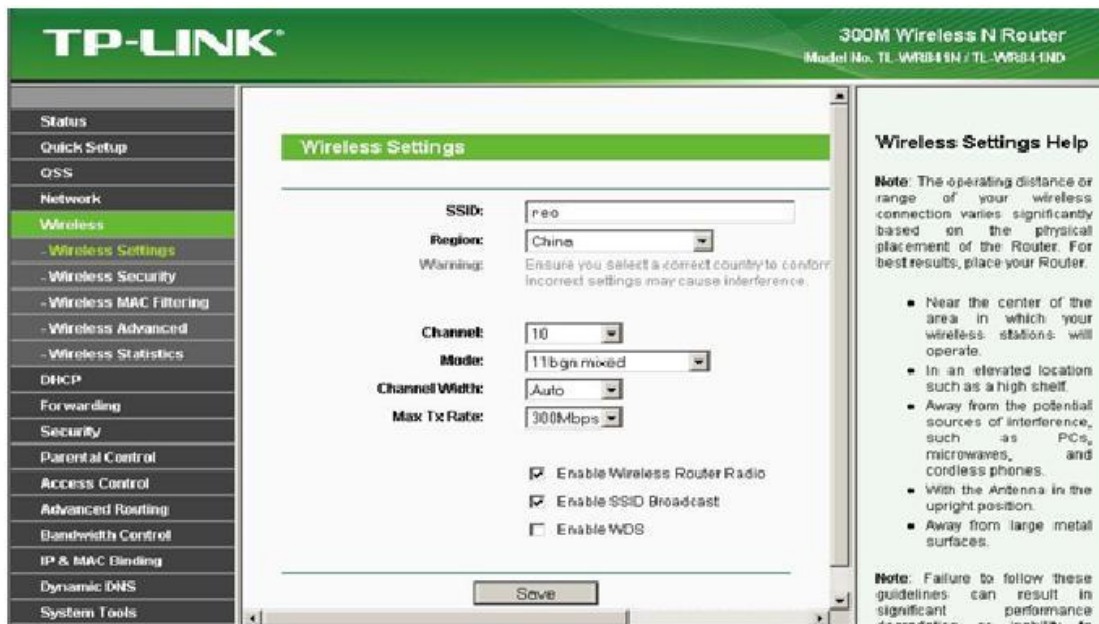 TP-LINK®
300M Wireless N Router
Model No. TL-WR841N / TL-WR841ND
Status
Quick Setup
QSS
Network
Wireless
- Wireless Settings
- Wireless Security
- Wireless MAC Filtering
- Wireless Advanced
- Wireless Statistics
DHCP
Forwarding
Security
Parental Control
Access Control
Advanced Routing
Bandwidth Control
IP & MAC Binding
Dynamic DNS
System Tools
Wireless Settings
SSID: reo
Region: China
Warning: Ensure you select a correct country to conform
Incorrect settings may cause interference.
Channel: 10
Mode: 11bgn mixed
Channel Width: Auto
Max Tx Rate: 300Mbps
Enable Wireless Router Radio
Enable SSID Broadcast
Enable WDS
Save
Wireless Settings Help
Note: The operating distance or
range of your wireless
connection varies significantly
based on the physical
placement of the Router. For
best results, place your Router.
• Near the center of the
area in which your
wireless stations will
operate.
• In an elevated location
such as a high shelf.
• Away from the potential
sources of interference,
such as PCs,
microwaves, and
cordless phones.
• With the Antenna in the
upright position.
• Away from large metal
surfaces.
Note: Failure to follow these
guidelines can result in
significant performance